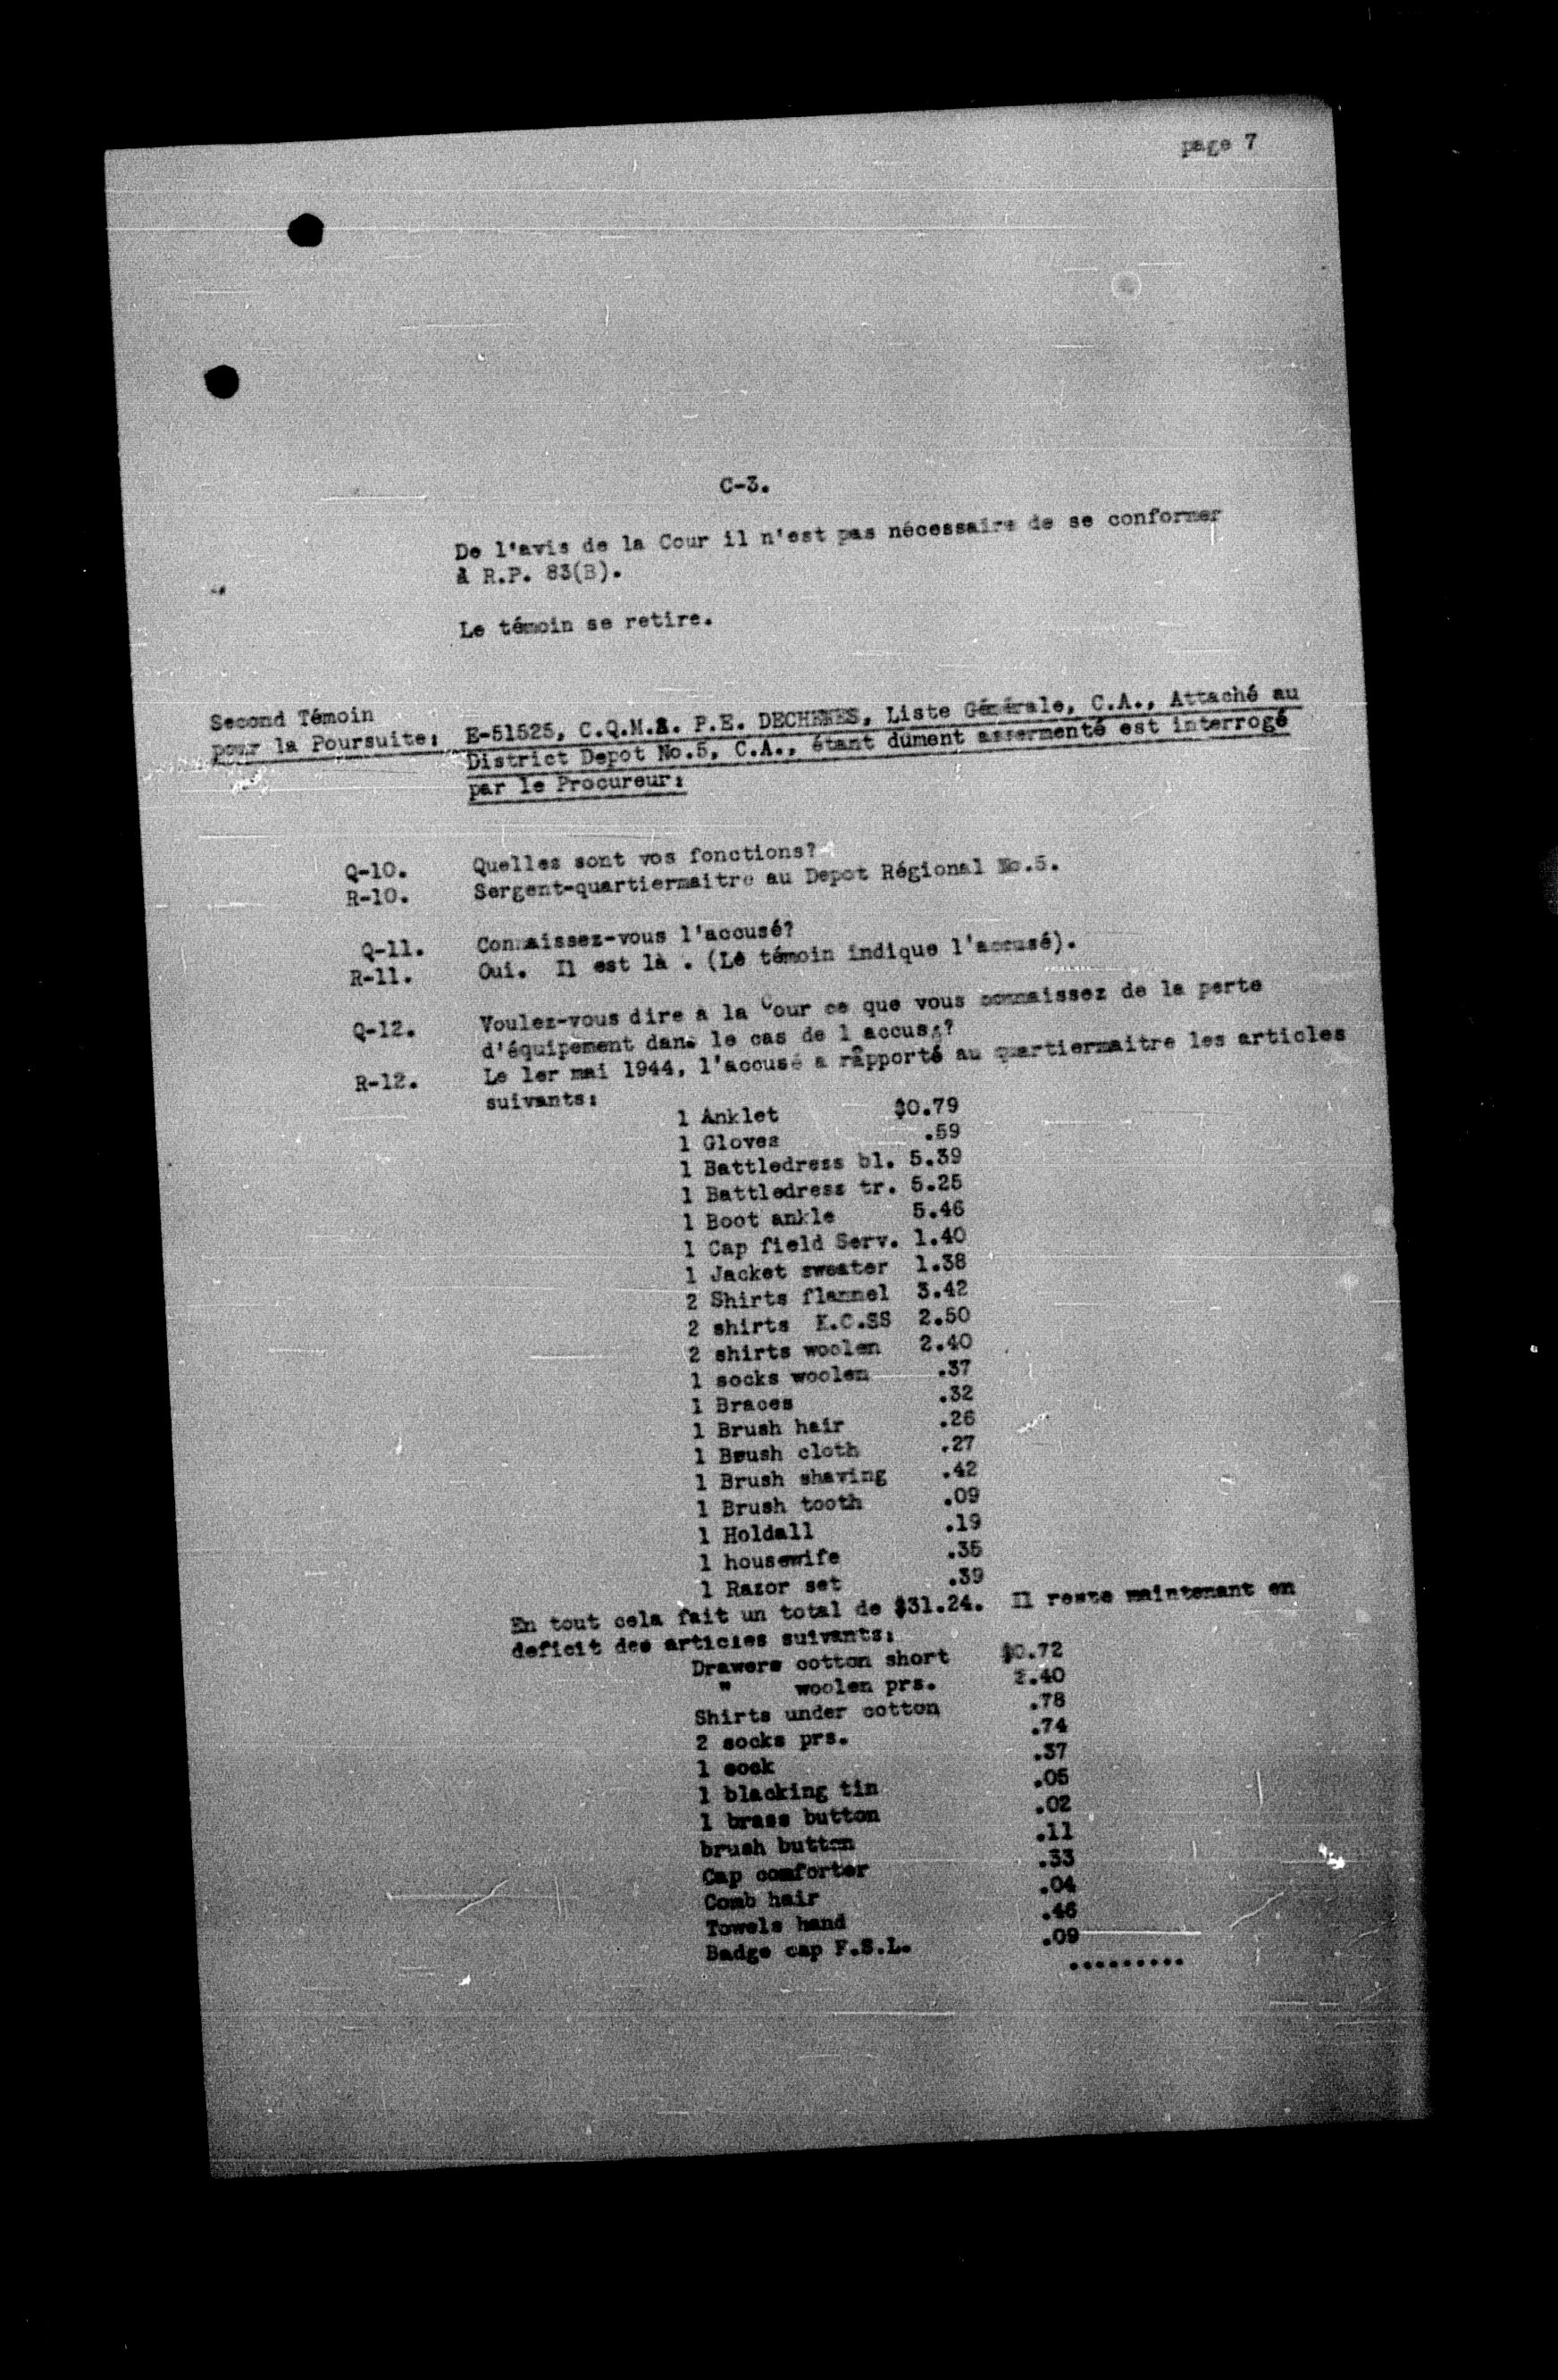 page 7
C-3.
De l'avis de la Cour il n'est pas nécessaire de se conformer
à R.P. 83(B).
Le témoin se retire.
Second Témoin
pour la Poursuite:
E-51525, C.Q.M.S. P.E. DECHENES, Liste Générale, C.A., Attaché au
District Depot No.5, C.A., étant dûment assermenté est interrogé
par le Procureur:
Q-10. Quelles sont vos fonctions?
R-10. Sergent-quartiermaitre au Depot Régional No.5.
Q-11. Connaissez-vous l'accusé?
R-11. Oui. Il est là . (Le témoin indique l'accusé).
Q-12. Voulez-vous dire à la Cour ce que vous connaissez de la perte
d'équipement dans le cas de l accusé?
R-12. Le 1er mai 1944, l'accusé a râpporté au quartiermaitre les articles
suivants:
1 Anklet $0.79
1 Gloves .59
1 Battledress bl. 5.39
1 Battledress tr. 5.25
1 Boot ankle 5.46
1 Cap field Serv. 1.40
1 Jacket sweater 1.38
2 Shirts flannel 3.42
2 shirts K.C.SS 2.50
2 shirts woolen 2.40
1 socks woolen .37
1 Braces .32
1 Brush hair .26
1 Brush cloth .27
1 Brush shaving .42
1 Brush tooth .09
1 Holdall .19
1 housewife .35
1 Razor set .39
En tout cela fait un total de $31.24. Il reste maintenant en
deficit des articles suivants:
Drawers cotton short $0.72
" woolen prs. 2.40
Shirts under cotton .78
2 socks prs. .74
1 sock .37
1 blacking tin .05
1 brass button .02
brush button .11
Cap comforter .33
Comb hair .04
Towels hand .46
Badge cap F.S.L. .09
.........